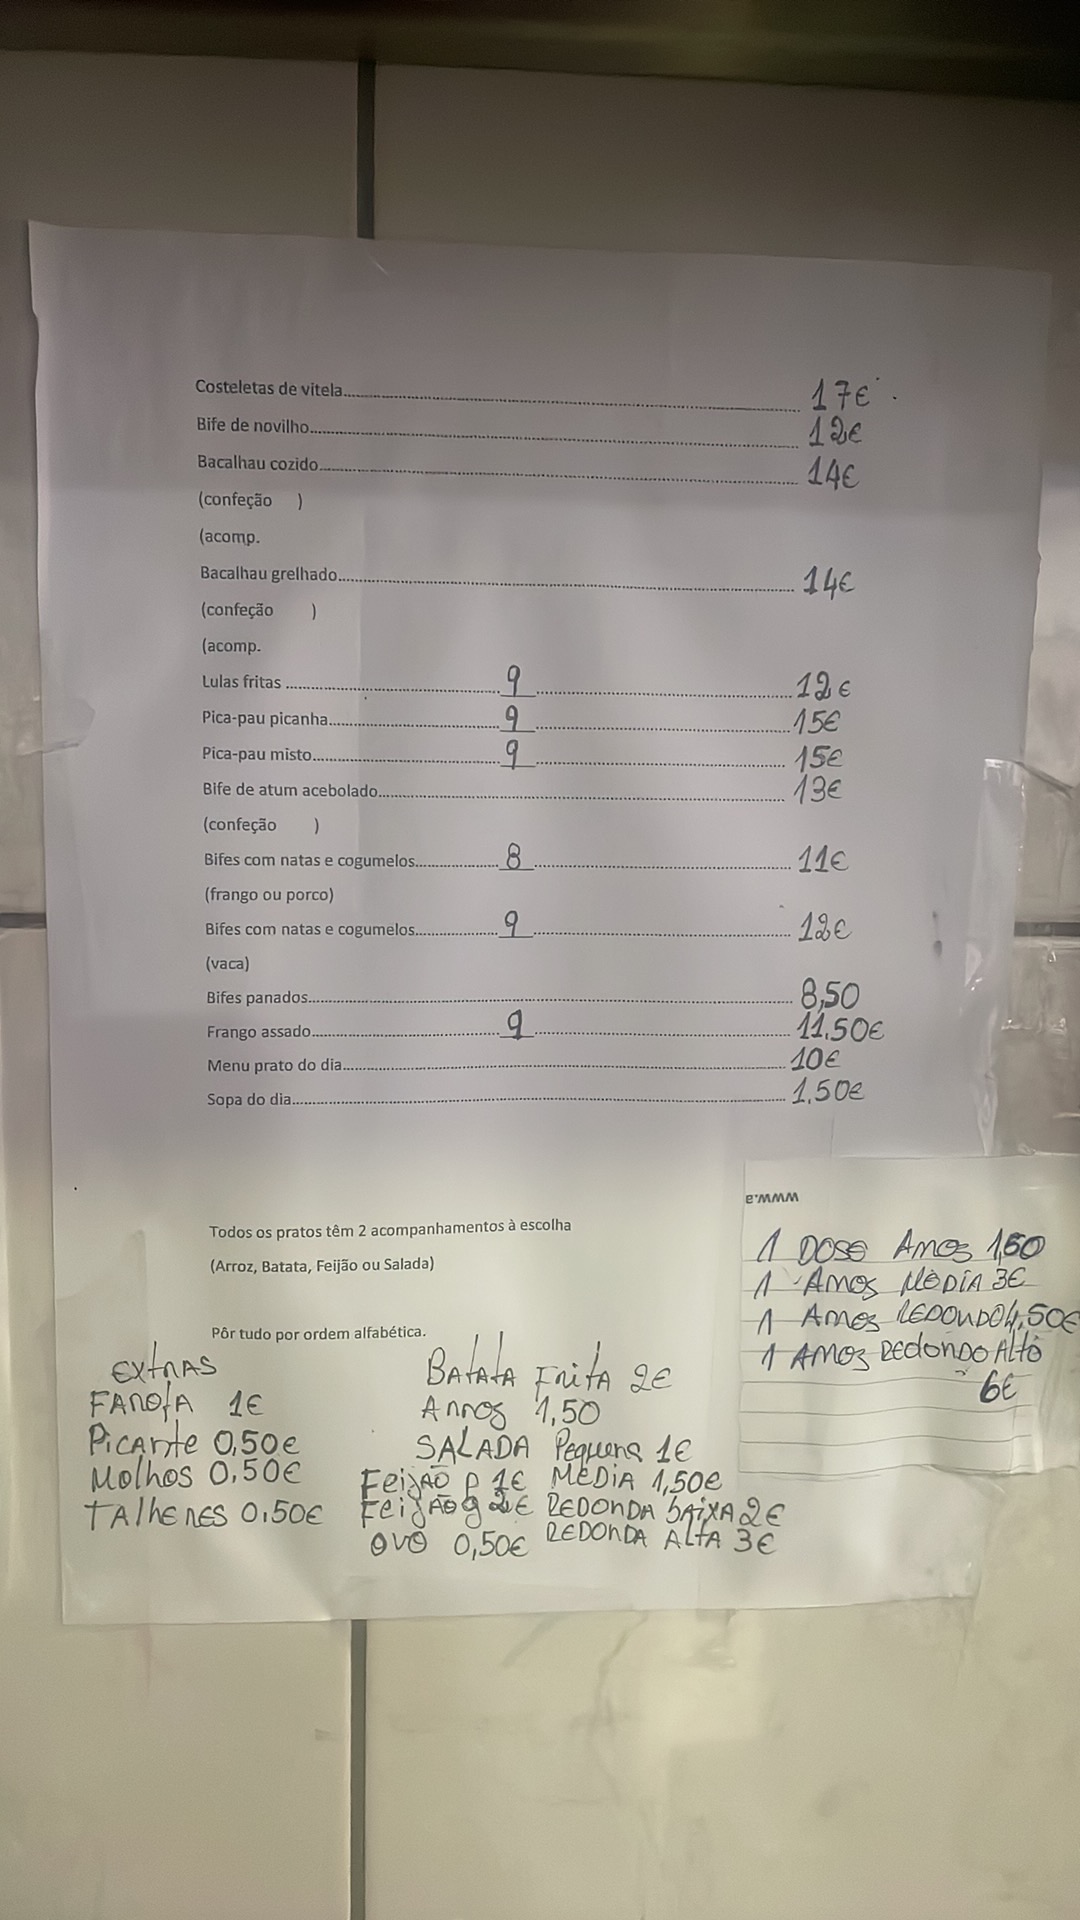 Costeletas de vitela........ 17€
Bife de novilho........ 12€
Bacalhau cozido........ 14€
(confeção )
(acomp.
Bacalhau grelhado........ 14€
(confeção )
(acomp.
Lulas fritas ........ 9 ........ 12€
Pica-pau picanha........ 9 ........ 15€
Pica-pau misto........ 9 ........ 15€
Bife de atum acebolado........ 13€
(confeção )
Bifes com natas e cogumelos........ 8 ........ 11€
(frango ou porco)
Bifes com natas e cogumelos........ 9 ........ 12€
(vaca)
Bifes panados........ 8,50
Frango assado........ 9 ........ 11.50€
Menu prato do dia........ 10€
Sopa do dia........ 1,50€
Todos os pratos têm 2 acompanhamentos à escolha
(Arroz, Batata, Feijão ou Salada)
Pôr tudo por ordem alfabética.
www.a
1 DOSE Arroz 1,50
1 Arroz MÉDIA 3€
1 Arroz REDONDO 4,50€
1 ARROZ REDONDO Alto
6€
EXTRAS
FAROFA 1€
Picante 0,50€
Molhos 0,50€
TAlheRES 0.50€
BATATA FRITA 2€
Arroz 1,50
SALADA Pequena 1€
FeijÃO P 1€ MÉDIA 1,50€
FeijÃO g 2€ REDONDA bAiXA 2€
OVO 0,50€ REDONDA ALTA 3€